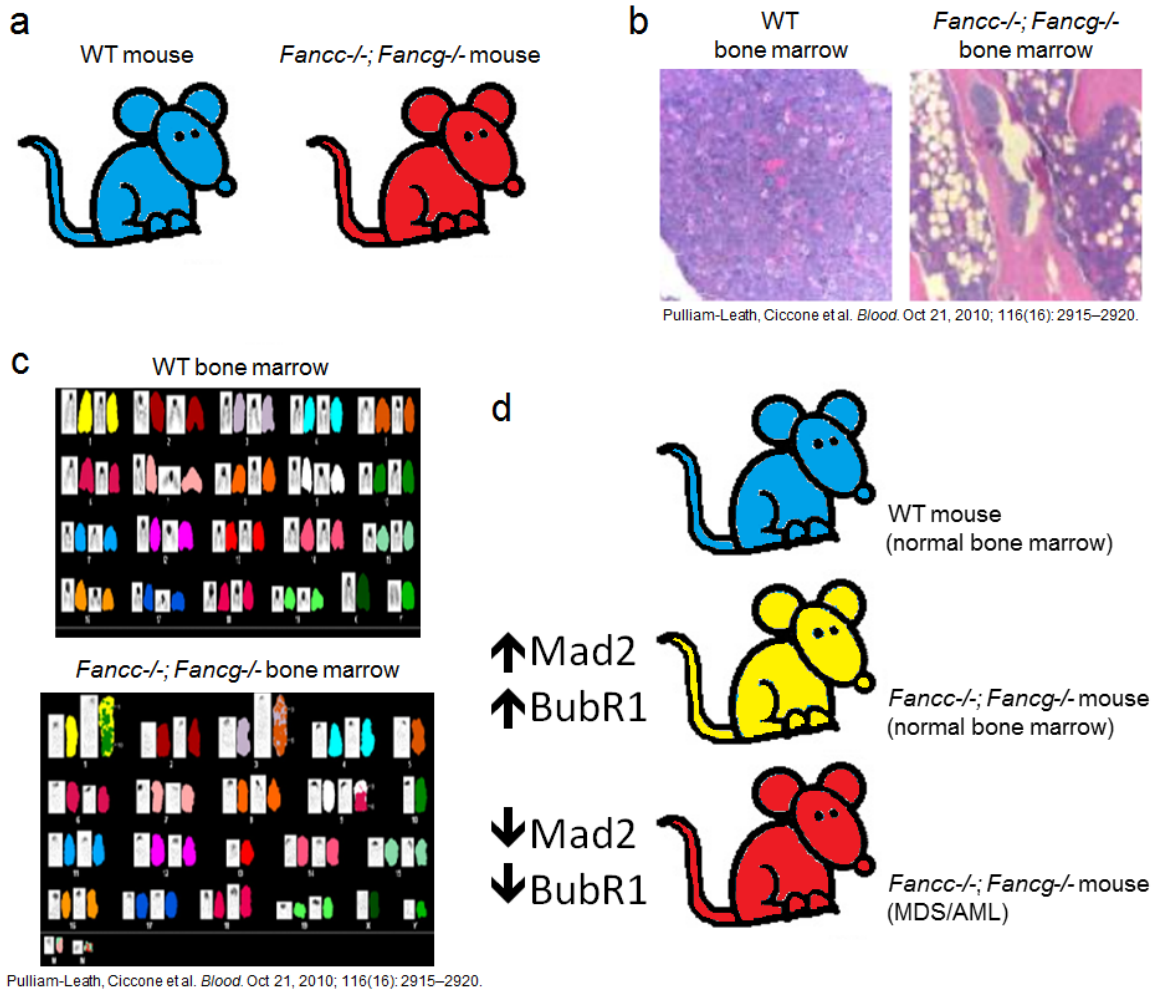 a
WT mouse
Fancc-/-; Fancg-/- mouse
b
WT
bone marrow
Fancc-/-; Fancg-/-
bone marrow
Pulliam-Leath, Ciccone et al. Blood. Oct 21, 2010; 116(16): 2915–2920.
c
WT bone marrow
Fancc-/-; Fancg-/- bone marrow
Pulliam-Leath, Ciccone et al. Blood. Oct 21, 2010; 116(16): 2915–2920.
d
WT mouse
(normal bone marrow)
↑Mad2
↑BubR1
Fancc-/-; Fancg-/- mouse
(normal bone marrow)
↓Mad2
↓BubR1
Fancc-/-; Fancg-/- mouse
(MDS/AML)